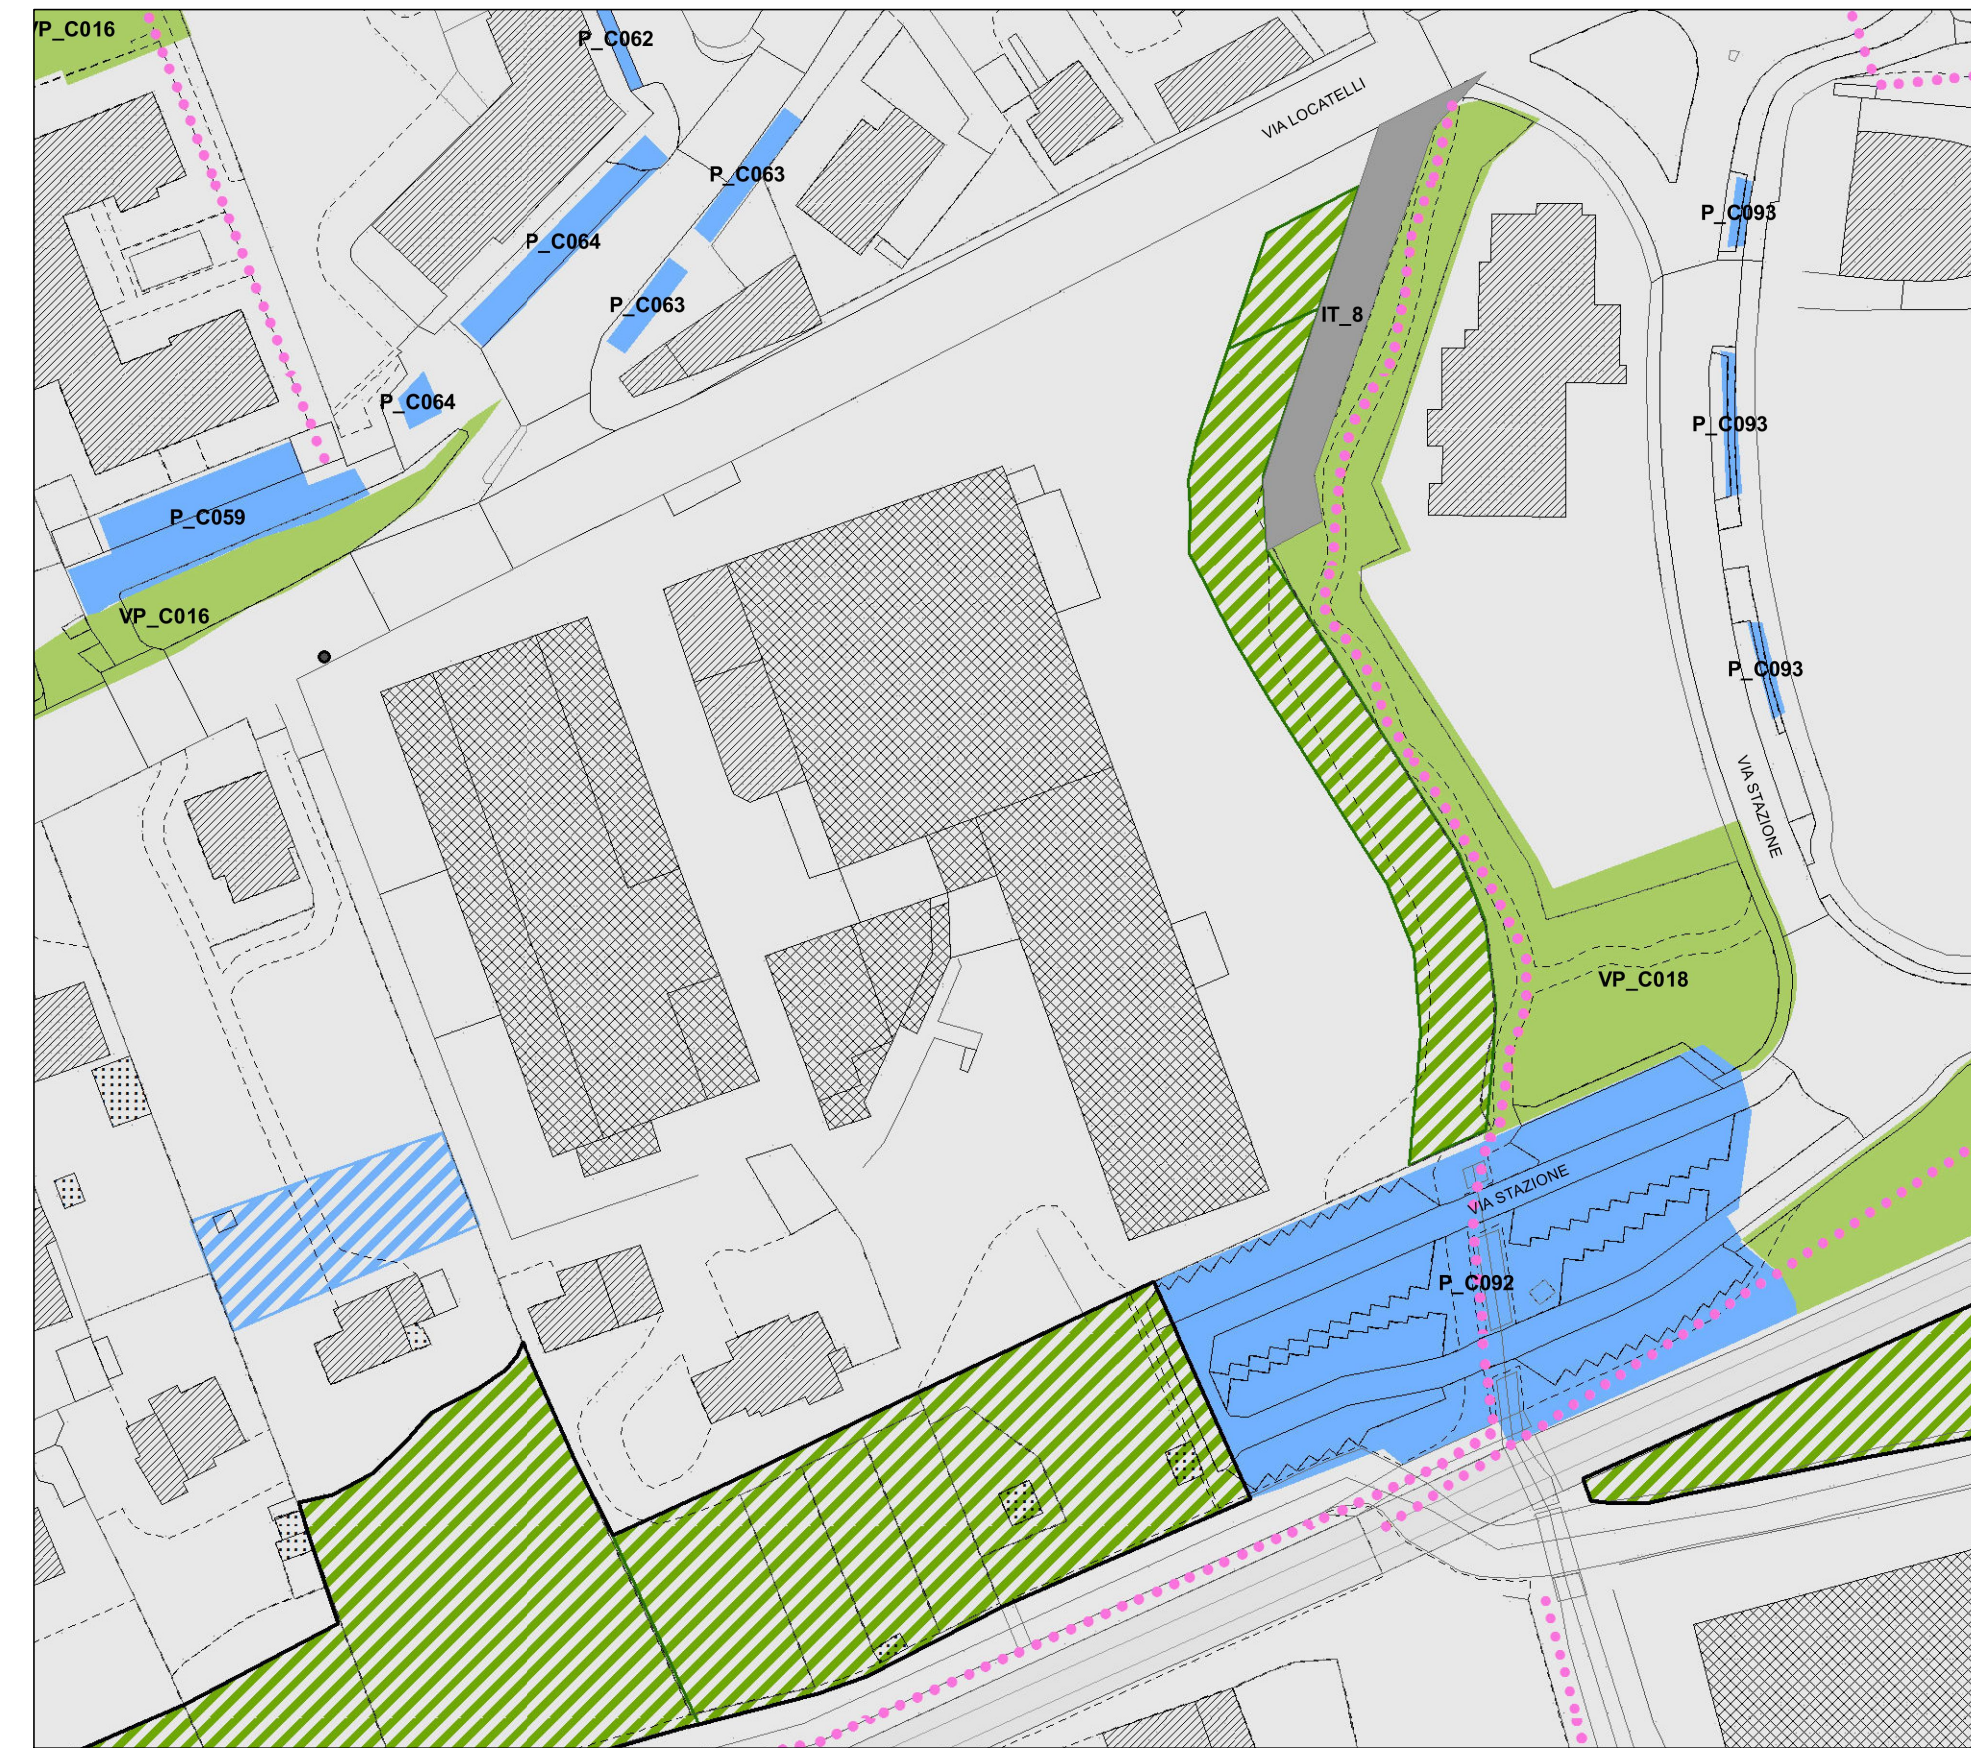 VP_C016
P_C062
VIA LOCATELLI
P_C063
P_C093
P_C064
P_C063
IT_8
P_C064
P_C093
P_C059
VP_C016
P_C093
VIA STAZIONE
VP_C018
VIA STAZIONE
P_C092